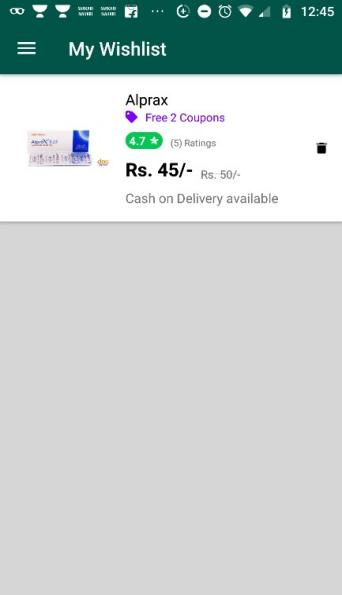 12:45
My Wishlist
Alprax
Free 2 Coupons
4.7 ★ (5) Ratings
Rs. 45/- Rs. 50/-
Cash on Delivery available